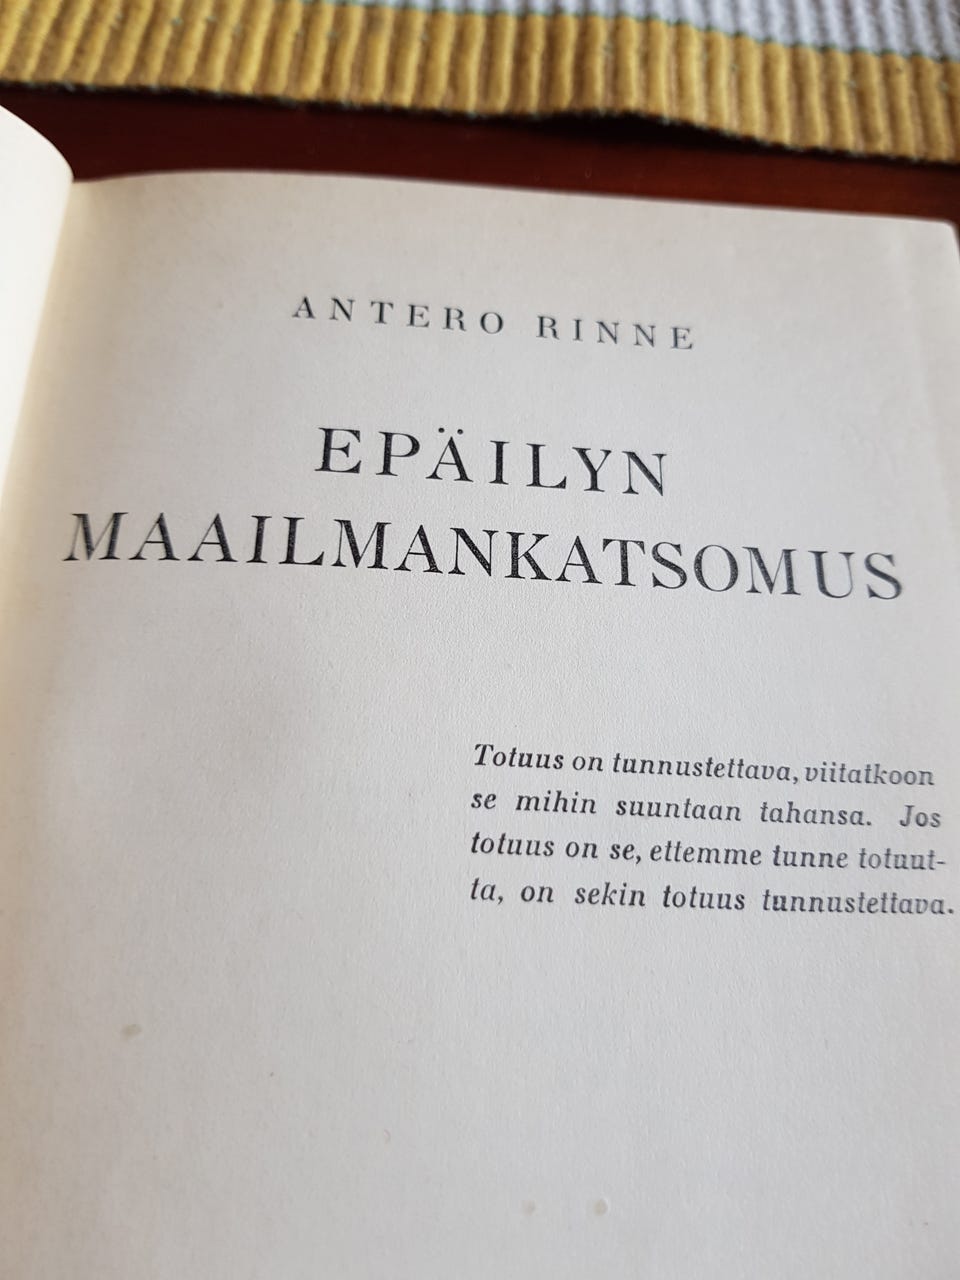 ANTERO RINNE
EPÄILYN
MAAILMANKATSOMUS
Totuus on tunnustettava, viitatkoon
se mihin suuntaan tahansa. Jos
totuus on se, ettemme tunne totuut-
ta, on sekin totuus tunnustettava.